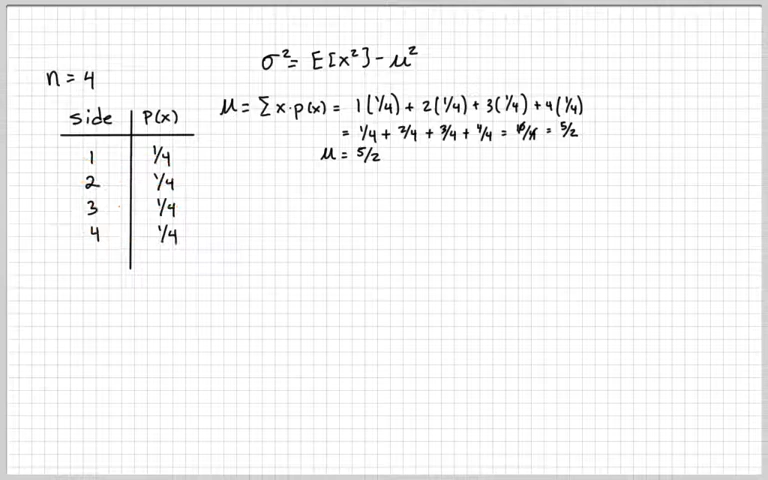 σ² = E[x²] - μ²
n = 4
side P(x)
1 1/4
2 1/4
3 1/4
4 1/4
μ = Σ x·p(x) = 1(1/4) + 2(1/4) + 3(1/4) + 4(1/4)
= 1/4 + 2/4 + 3/4 + 4/4 = = 5/2
μ = 5/2